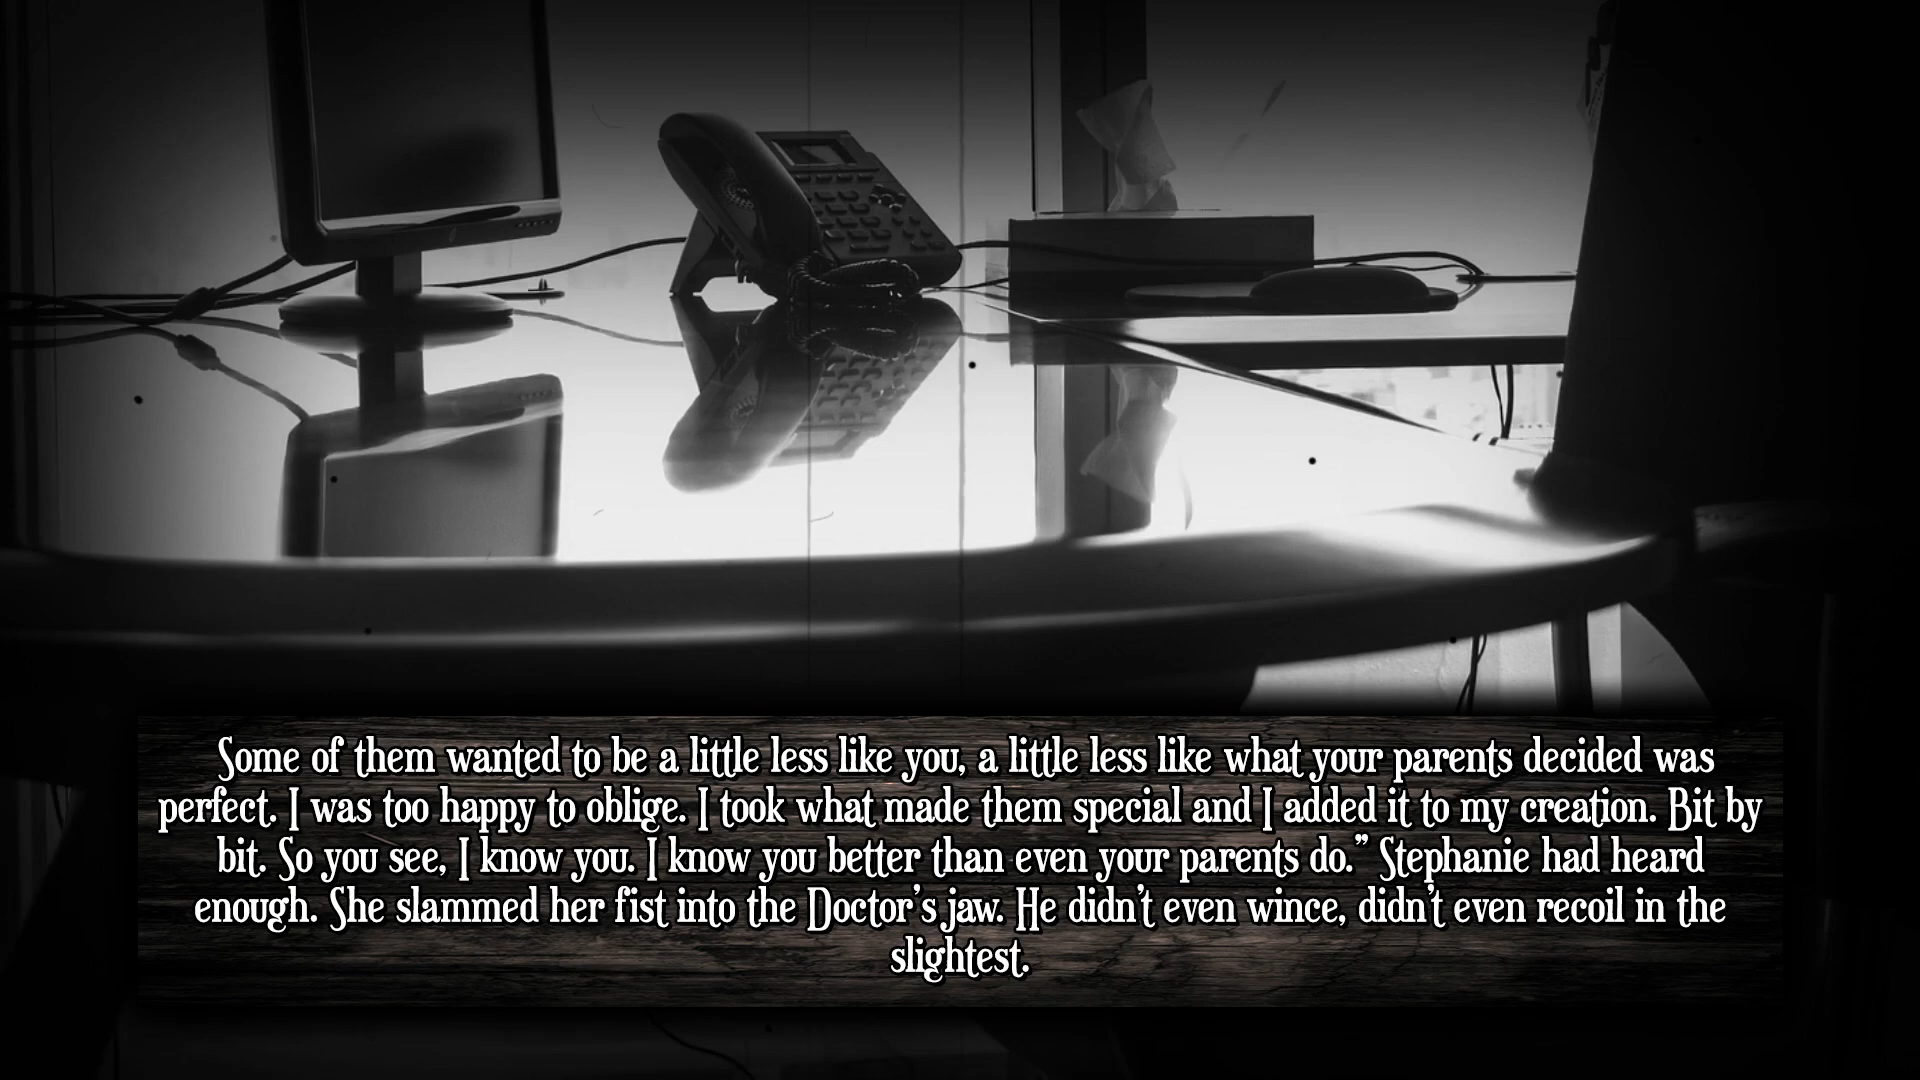 Some of them wanted to be a little less like you, a little less like what your parents decided was
perfect. I was too happy to oblige. I took what made them special and I added it to my creation. Bit by
bit. So you see, I know you. I know you better than even your parents do.” Stephanie had heard
enough. She slammed her fist into the Doctor’s jaw. He didn’t even wince, didn’t even recoil in the
slightest.